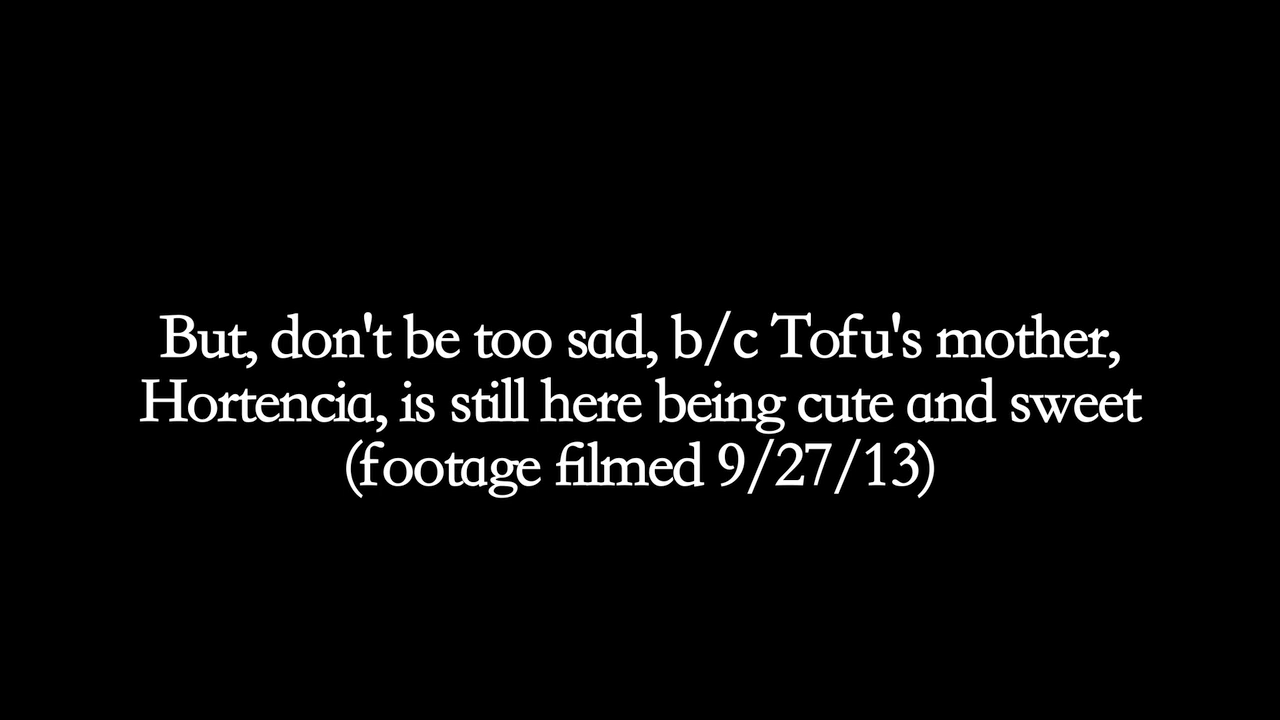 But, don't be too sad, b/c Tofu's mother,
Hortencia, is still here being cute and sweet
(footage filmed 9/27/13)